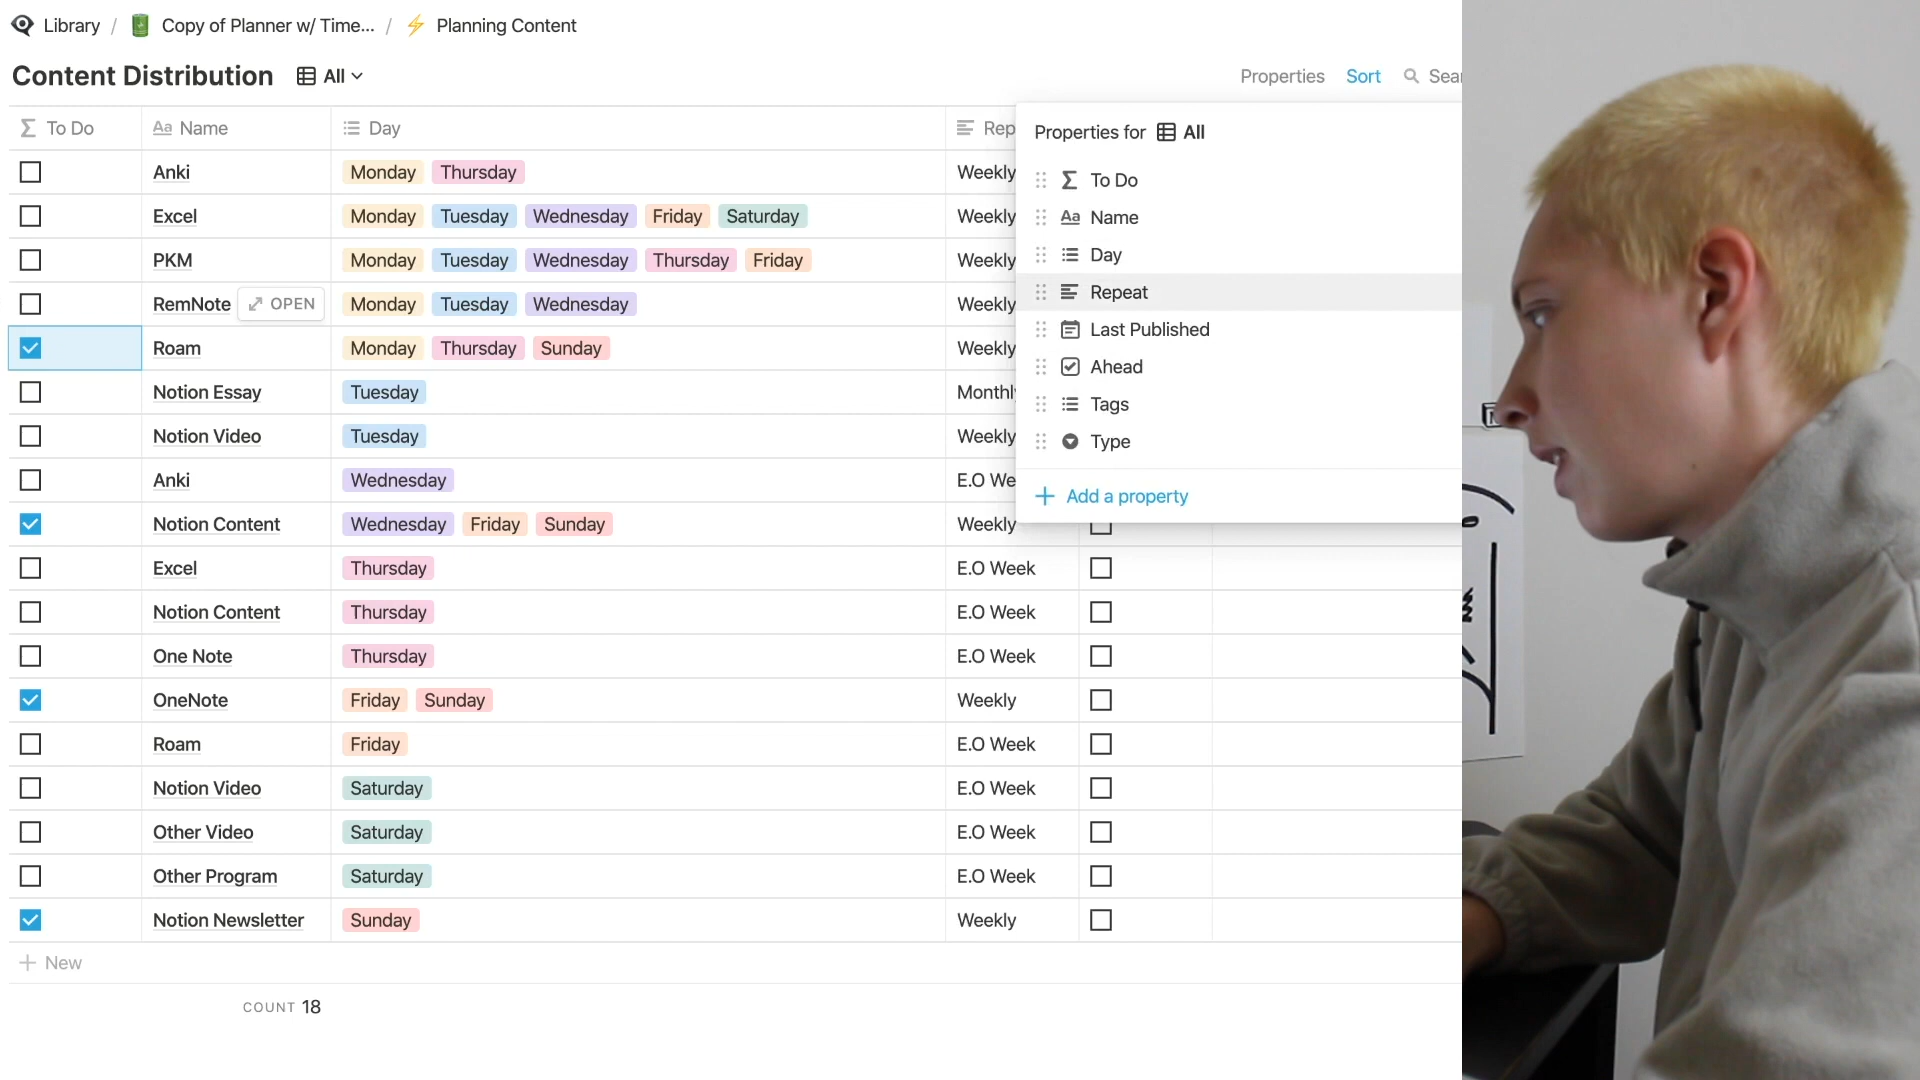 Library / Copy of Planner w/ Time... / Planning Content
Content Distribution All
Properties Sort Sear
To Do Aa Name Day Rep
Anki Monday Thursday Weekly
Excel Monday Tuesday Wednesday Friday Saturday Weekly
PKM Monday Tuesday Wednesday Thursday Friday Weekly
RemNote OPEN Monday Tuesday Wednesday Weekly
Roam Monday Thursday Sunday Weekly
Notion Essay Tuesday Monthly
Notion Video Tuesday Weekly
Anki Wednesday E.O We
Notion Content Wednesday Friday Sunday Weekly
Excel Thursday E.O Week
Notion Content Thursday E.O Week
One Note Thursday E.O Week
OneNote Friday Sunday Weekly
Roam Friday E.O Week
Notion Video Saturday E.O Week
Other Video Saturday E.O Week
Other Program Saturday E.O Week
Notion Newsletter Sunday Weekly
+ New
COUNT 18
Properties for All
To Do
Aa Name
Day
Repeat
Last Published
Ahead
Tags
Type
+ Add a property